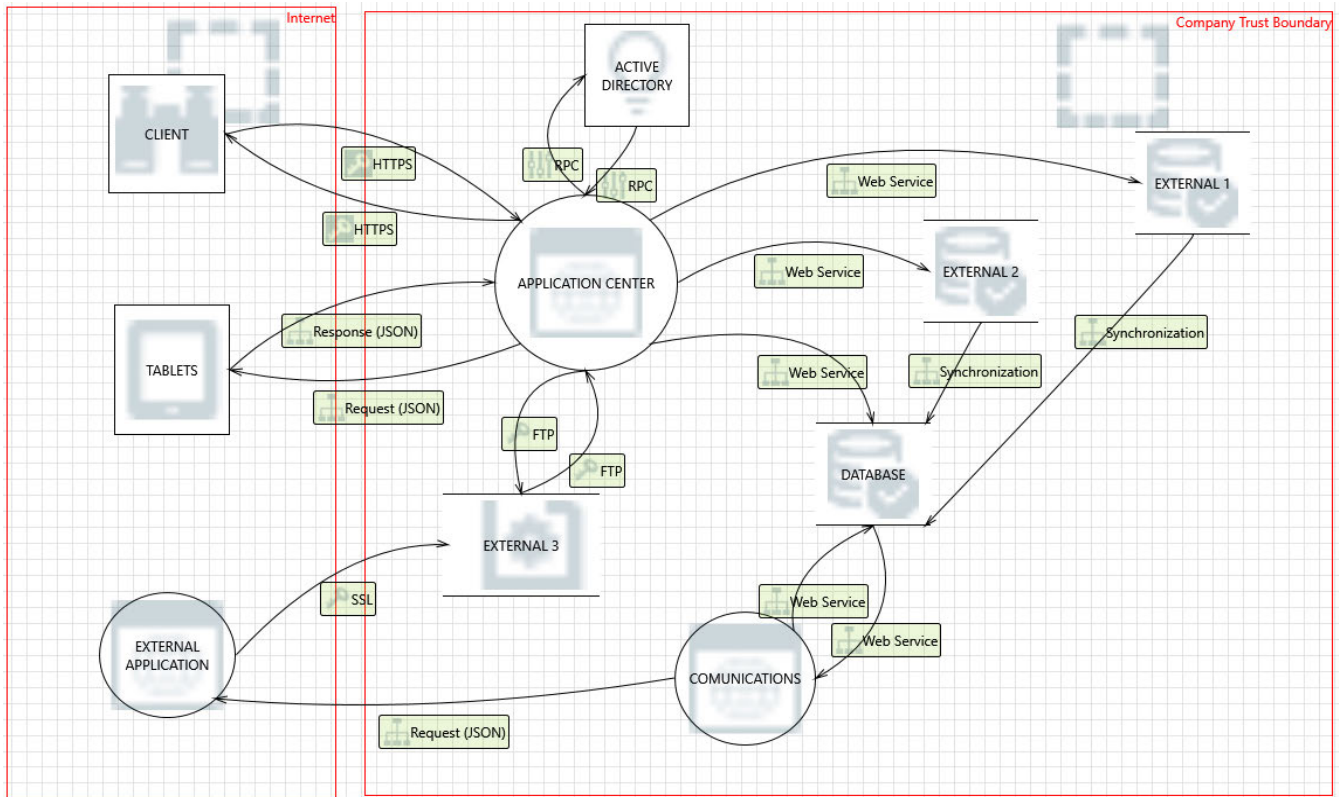 Internet
Company Trust Boundary
ACTIVE
DIRECTORY
CLIENT
HTTPS
RPC
RPC
Web Service
EXTERNAL 1
HTTPS
APPLICATION CENTER
Web Service
EXTERNAL 2
Response (JSON)
Synchronization
TABLETS
Web Service
Synchronization
Request (JSON)
FTP
FTP
DATABASE
EXTERNAL 3
SSL
Web Service
EXTERNAL
APPLICATION
Web Service
COMUNICATIONS
Request (JSON)